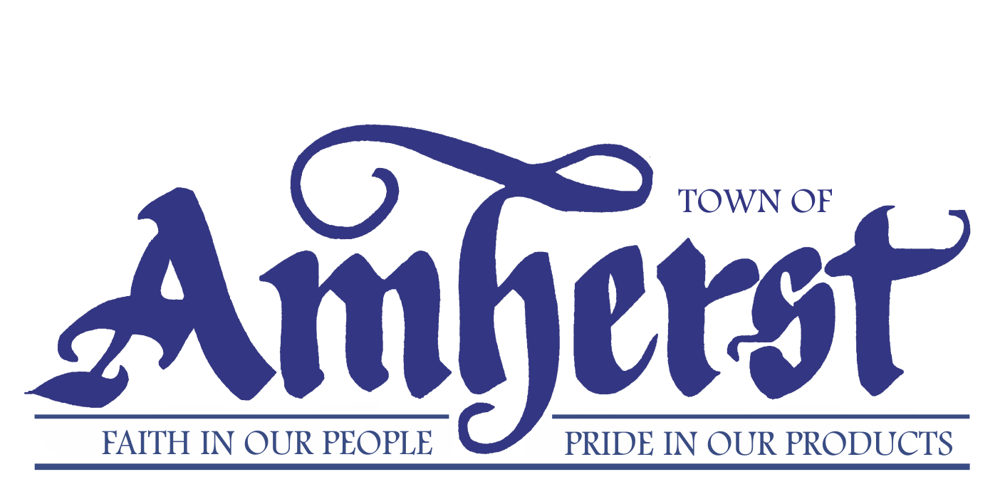 TOWN OF
Amherst
FAITH IN OUR PEOPLE PRIDE IN OUR PRODUCTS